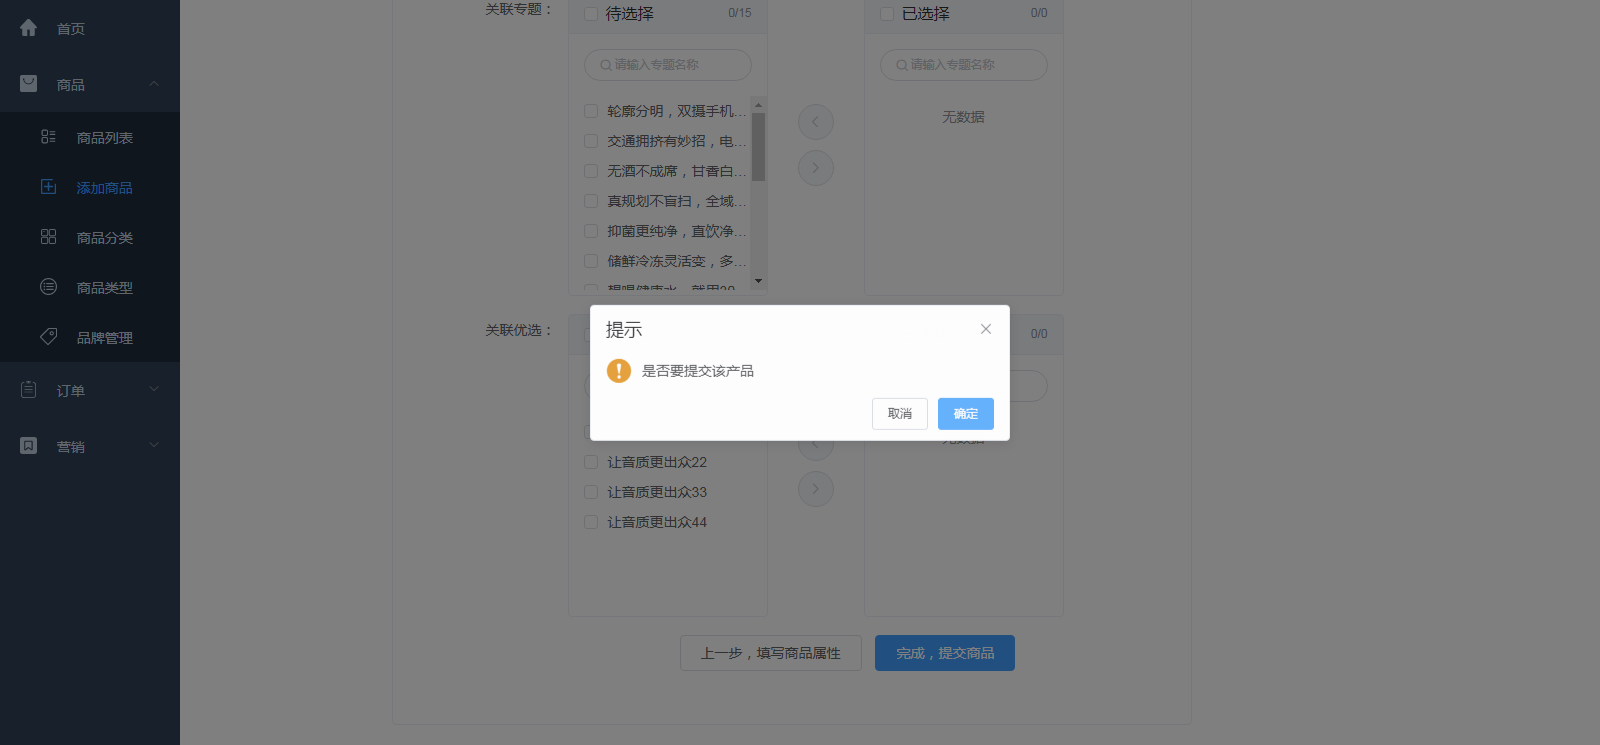 首页
商品
商品列表
添加商品
商品分类
商品类型
品牌管理
订单
营销
关联专题：
待选择 0/15
请输入专题名称
轮廓分明，双摄手机...
交通拥挤有妙招，电...
无酒不成席，甘香白...
真规划不盲扫，全域...
抑菌更纯净，直饮净...
储鲜冷冻灵活变，多...
已选择 0/0
请输入专题名称
无数据
关联优选：
0/0
提示
是否要提交该产品
取消 确定
让音质更出众22
让音质更出众33
让音质更出众44
上一步，填写商品属性 完成，提交商品